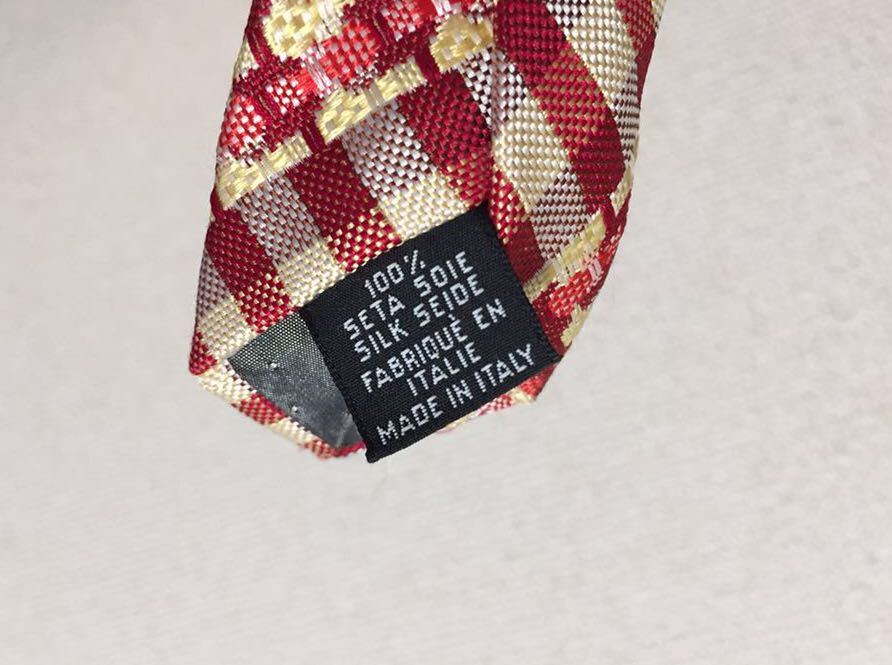 100%
SETA SOIE
SILK SEIDE
FABRIQUÉ EN
ITALIE
MADE IN ITALY